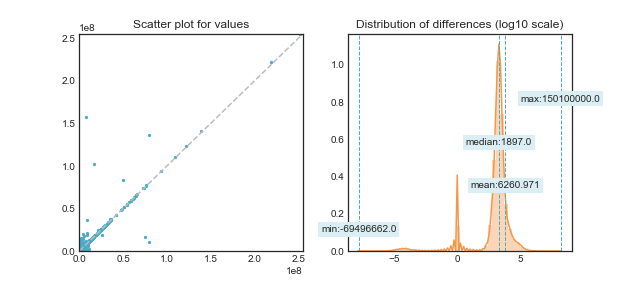 Scatter plot for values
1e8
2.5
2.0
1.5
1.0
0.5
0.0
0.0 0.5 1.0 1.5 2.0 2.5
1e8
Distribution of differences (log10 scale)
1.0
0.8
0.6
0.4
0.2
0.0
−5 0 5
max:150100000.0
median:1897.0
mean:6260.971
min:-69496662.0